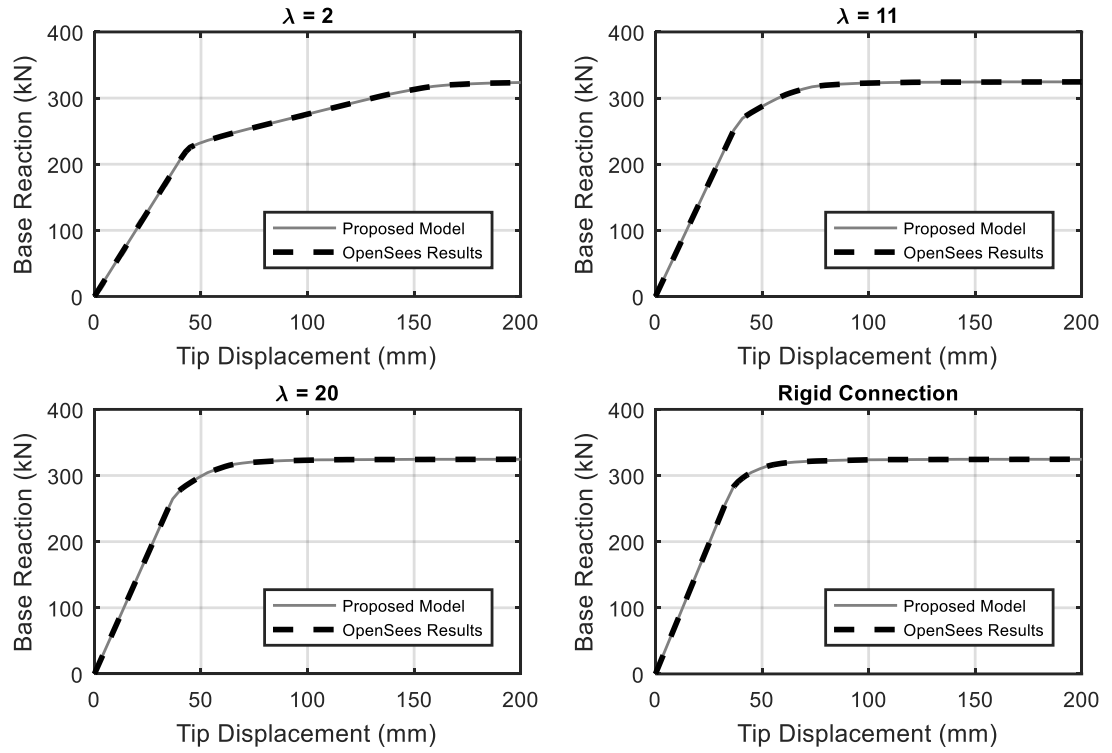 λ = 2
400
300
200
100
0
Base Reaction (kN)
Proposed Model
OpenSees Results
0 50 100 150 200
Tip Displacement (mm)
λ = 11
400
300
200
100
0
Base Reaction (kN)
Proposed Model
OpenSees Results
0 50 100 150 200
Tip Displacement (mm)
λ = 20
400
300
200
100
0
Base Reaction (kN)
Proposed Model
OpenSees Results
0 50 100 150 200
Tip Displacement (mm)
Rigid Connection
400
300
200
100
0
Base Reaction (kN)
Proposed Model
OpenSees Results
0 50 100 150 200
Tip Displacement (mm)